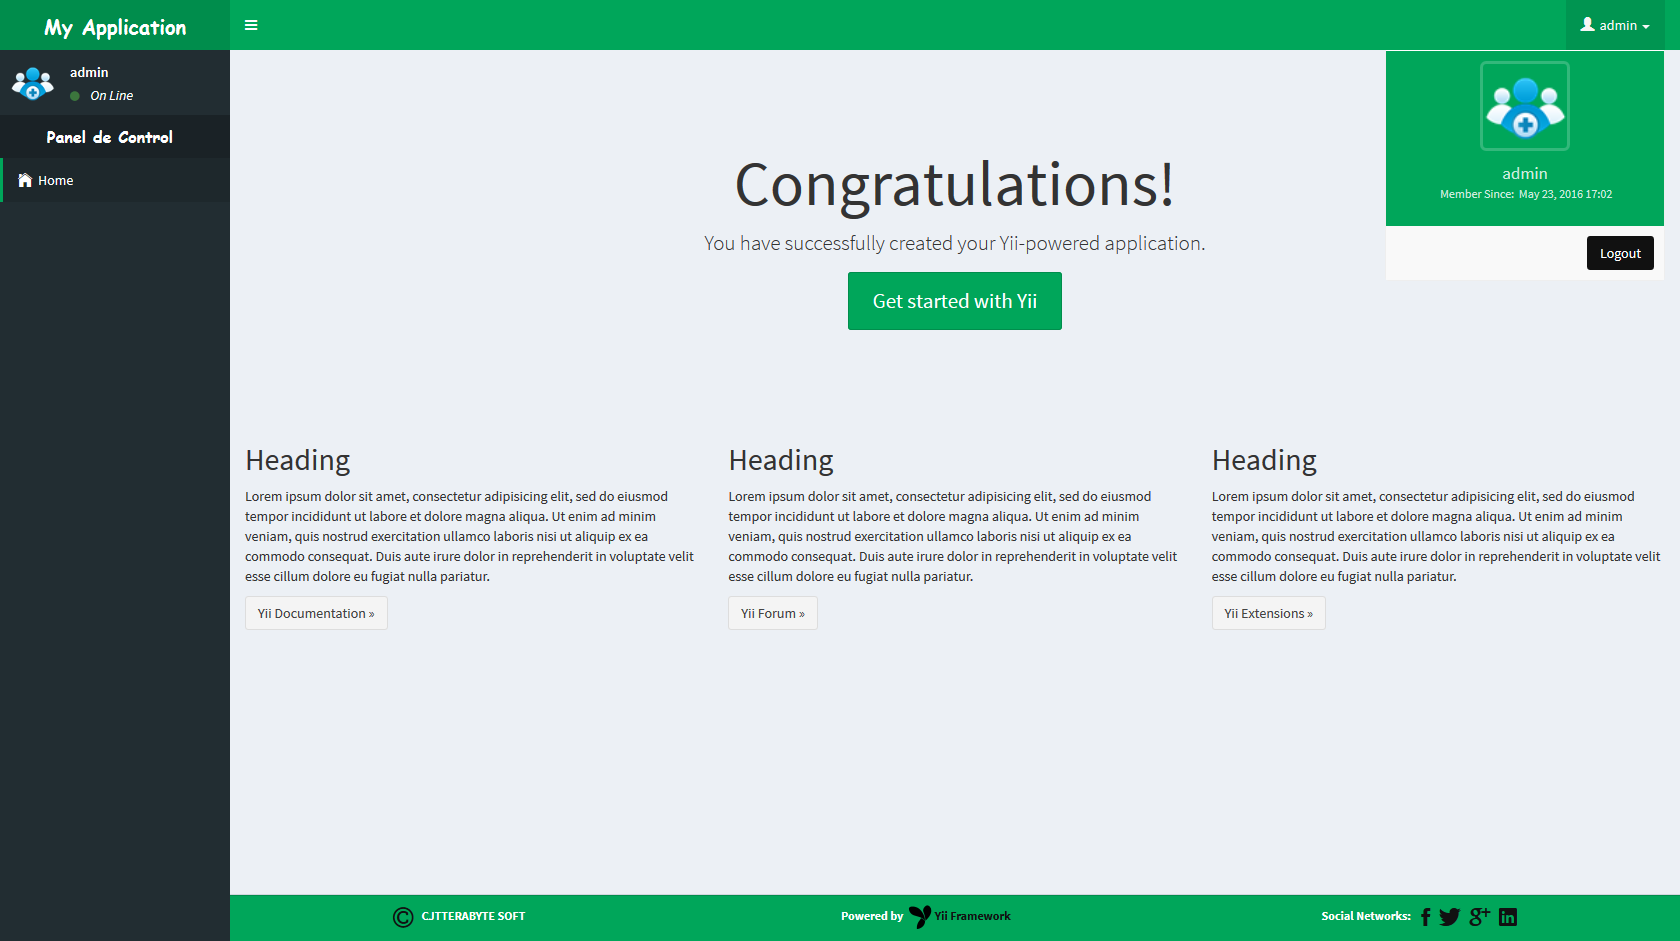 My Application
admin
admin
On Line
Panel de Control
Home
admin
Member Since: May 23, 2016 17:02
Logout
Congratulations!
You have successfully created your Yii-powered application.
Get started with Yii
Heading
Lorem ipsum dolor sit amet, consectetur adipisicing elit, sed do eiusmod
tempor incididunt ut labore et dolore magna aliqua. Ut enim ad minim
veniam, quis nostrud exercitation ullamco laboris nisi ut aliquip ex ea
commodo consequat. Duis aute irure dolor in reprehenderit in voluptate velit
esse cillum dolore eu fugiat nulla pariatur.
Yii Documentation »
Heading
Lorem ipsum dolor sit amet, consectetur adipisicing elit, sed do eiusmod
tempor incididunt ut labore et dolore magna aliqua. Ut enim ad minim
veniam, quis nostrud exercitation ullamco laboris nisi ut aliquip ex ea
commodo consequat. Duis aute irure dolor in reprehenderit in voluptate velit
esse cillum dolore eu fugiat nulla pariatur.
Yii Forum »
Heading
Lorem ipsum dolor sit amet, consectetur adipisicing elit, sed do eiusmod
tempor incididunt ut labore et dolore magna aliqua. Ut enim ad minim
veniam, quis nostrud exercitation ullamco laboris nisi ut aliquip ex ea
commodo consequat. Duis aute irure dolor in reprehenderit in voluptate velit
esse cillum dolore eu fugiat nulla pariatur.
Yii Extensions »
© CJTTERABYTE SOFT
Powered by Yii Framework
Social Networks: